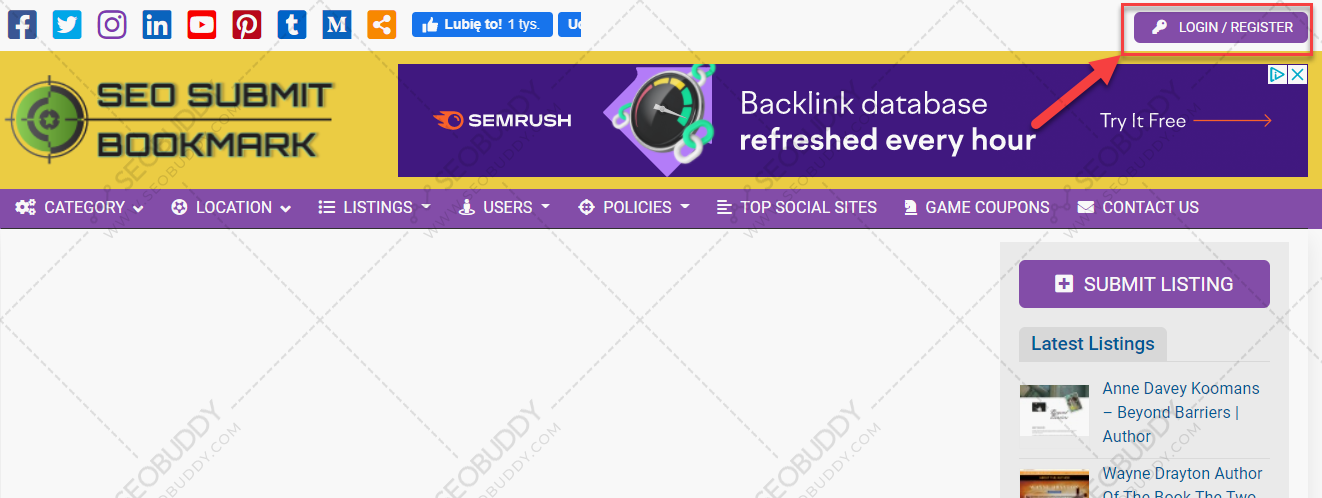 Lubię to! 1 tys.
LOGIN / REGISTER
SEO SUBMIT
BOOKMARK
SEMRUSH
Backlink database
refreshed every hour
Try It Free
CATEGORY LOCATION LISTINGS USERS POLICIES TOP SOCIAL SITES GAME COUPONS CONTACT US
SUBMIT LISTING
Latest Listings
Anne Davey Koomans
– Beyond Barriers |
Author
Wayne Drayton Author
Of The Book The Two
SEOBUDDY
WWW.SEOBUDDY.COM